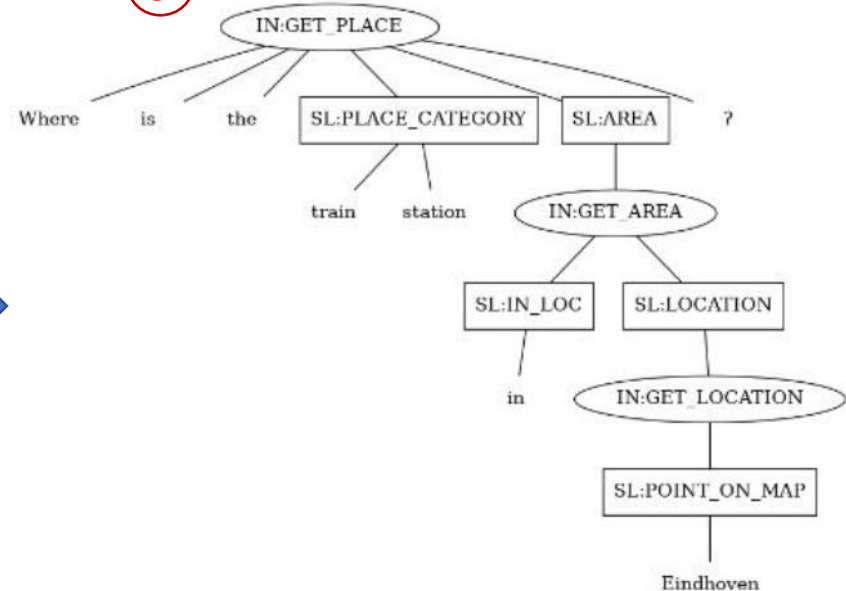 IN:GET_PLACE
Where is the SL:PLACE_CATEGORY SL:AREA ?
train station IN:GET_AREA
SL:IN_LOC SL:LOCATION
in IN:GET_LOCATION
SL:POINT_ON_MAP
Eindhoven